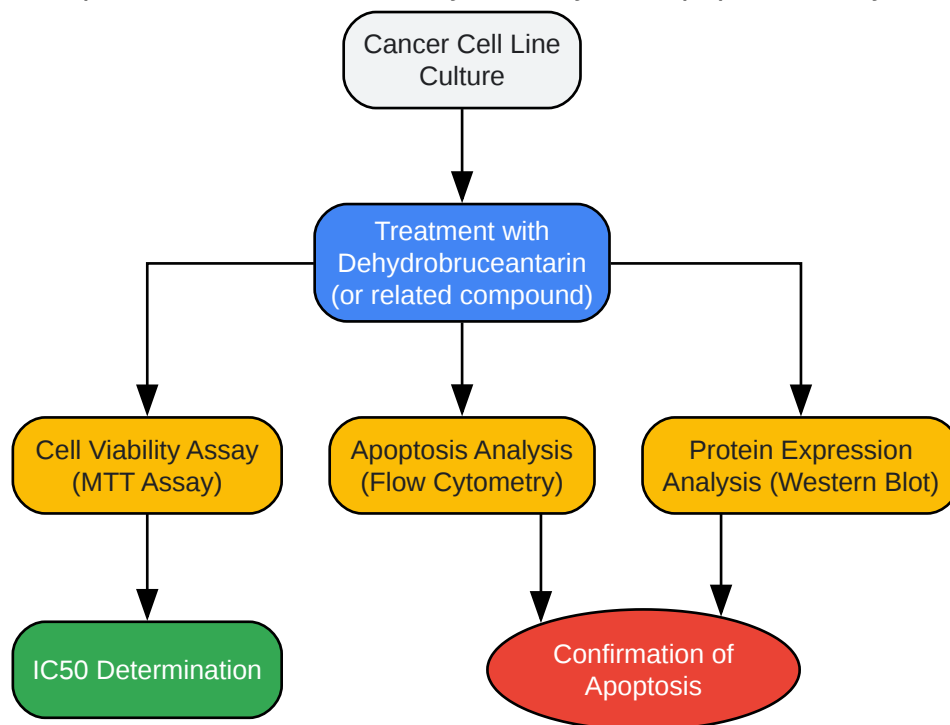 Cancer Cell Line
Culture
Treatment with
Dehydrobruceantarin
(or related compound)
Cell Viability Assay
(MTT Assay)
Apoptosis Analysis
(Flow Cytometry)
Protein Expression
Analysis (Western Blot)
IC50 Determination
Confirmation of
Apoptosis